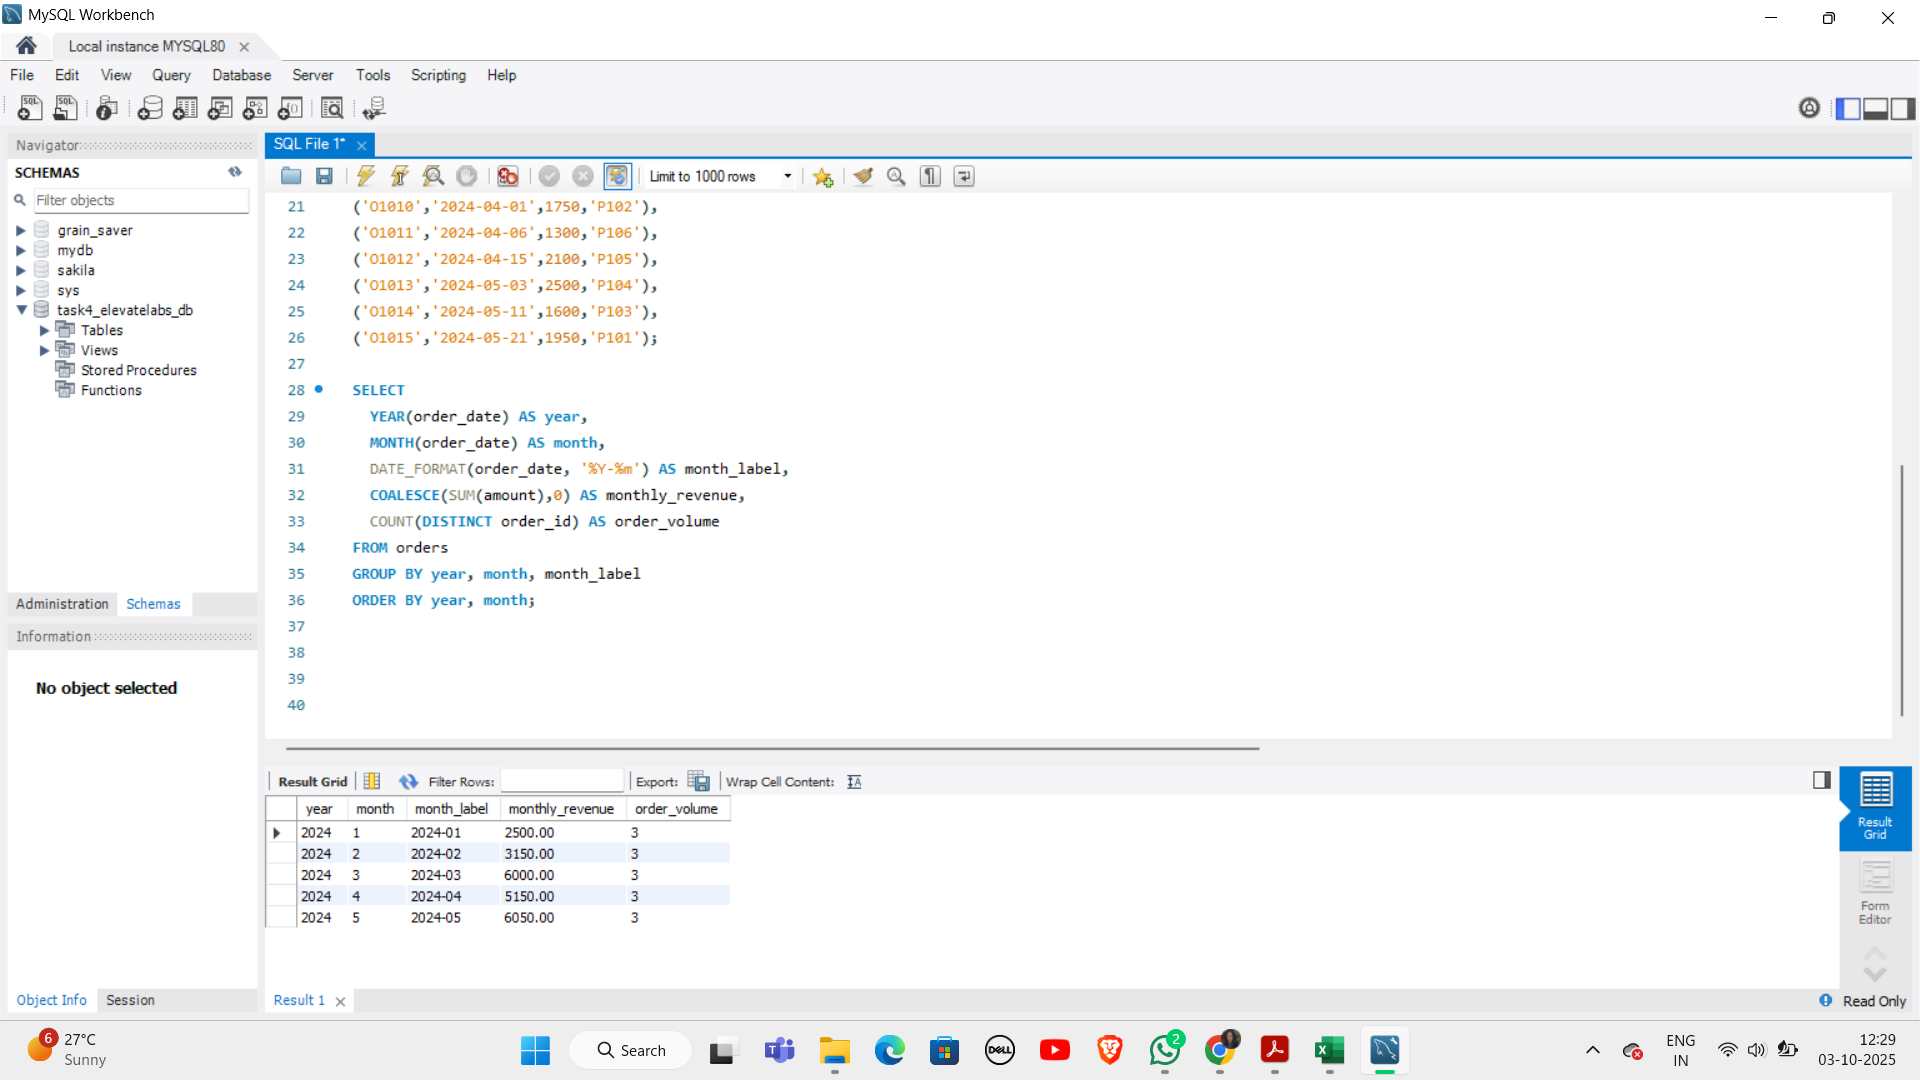 MySQL Workbench
Local instance MYSQL80
File Edit View Query Database Server Tools Scripting Help
Navigator
SCHEMAS
Filter objects
grain_saver
mydb
sakila
sys
task4_elevatelabs_db
Tables
Views
Stored Procedures
Functions
Administration Schemas
Information
No object selected
Object Info Session
SQL File 1*
Limit to 1000 rows
21 ('O1010','2024-04-01',1750,'P102'),
22 ('O1011','2024-04-06',1300,'P106'),
23 ('O1012','2024-04-15',2100,'P105'),
24 ('O1013','2024-05-03',2500,'P104'),
25 ('O1014','2024-05-11',1600,'P103'),
26 ('O1015','2024-05-21',1950,'P101');
27
28 SELECT
29 YEAR(order_date) AS year,
30 MONTH(order_date) AS month,
31 DATE_FORMAT(order_date, '%Y-%m') AS month_label,
32 COALESCE(SUM(amount),0) AS monthly_revenue,
33 COUNT(DISTINCT order_id) AS order_volume
34 FROM orders
35 GROUP BY year, month, month_label
36 ORDER BY year, month;
37
38
39
40
Result Grid Filter Rows: Export: Wrap Cell Content:
year month month_label monthly_revenue order_volume
2024 1 2024-01 2500.00 3
2024 2 2024-02 3150.00 3
2024 3 2024-03 6000.00 3
2024 4 2024-04 5150.00 3
2024 5 2024-05 6050.00 3
Result
Grid
Form
Editor
Result 1
Read Only
6
27°C
Sunny
Search
DELL
2
ENG
IN
12:29
03-10-2025